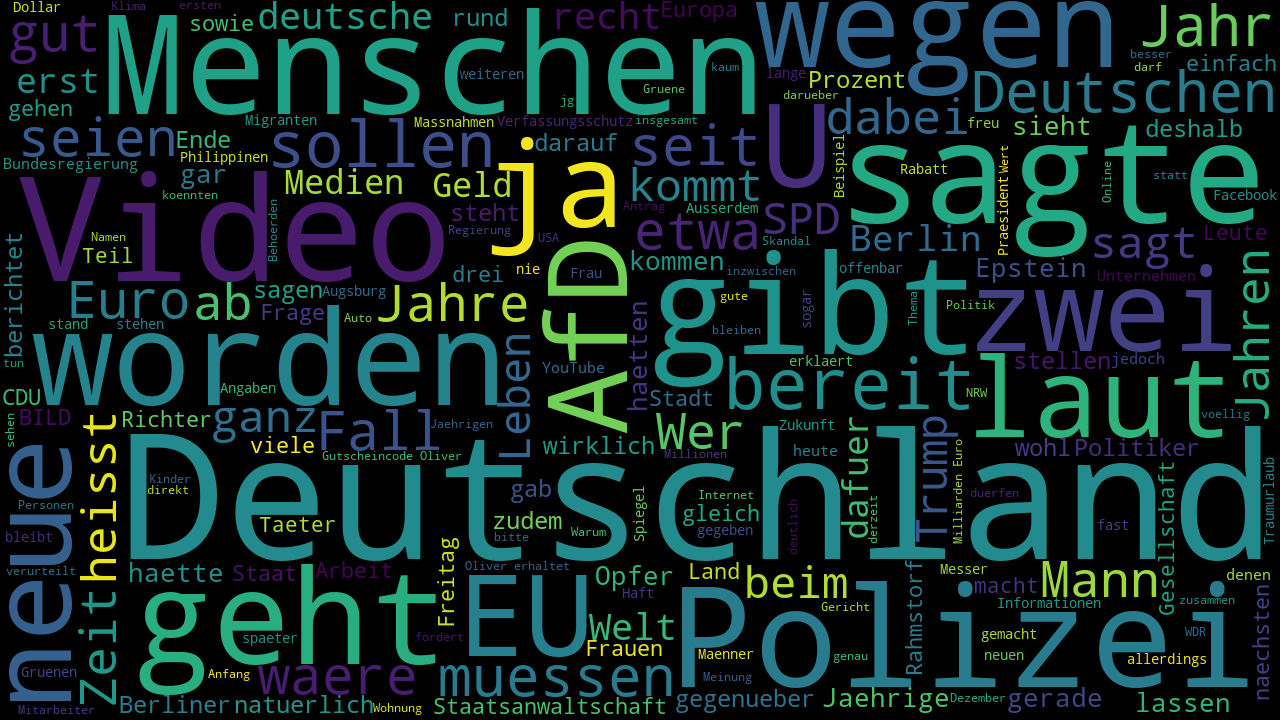 Dollar
Klima
ersten
gut
Menschen
sowie
deutsche
rund
recht
Europa
wegen
Jahr
erst
weiteren
kaum
lange
Prozent
besser
darf
einfach
gehen
jg
Gruene
darueber
Deutschen
seien
Migranten
Massnahmen
Verfassungsschutz
insgesamt
dabei
freu
sieht
deshalb
Ende
sollen
darauf
seit
U
sagte
Bundesregierung
Philippinen
gar
Medien
Geld
ja
kommt
Beispiel
Rabatt
Praesident
Wert
Online
statt
Facebook
Video
koennten
steht
Antrag
Ausserdem
SPD
Regierung
USA
etwa
Skandal
Berlin
sagt
Leute
berichtet
Namen
Teil
Behoerden
drei
nie
Frau
AfD
kommen
inzwischen
offenbar
Epstein
Unternehmen
Euro
ab
sagen
Augsburg
Jahre
gibt
gute
sogar
Thema
Politik
zwei
Jahren
Frage
Auto
stand
stehen
haetten
bleiben
worden
tun
YouTube
erklaert
stellen
jedoch
laut
Leben
Angaben
Stadt
bereit
NRW
CDU
BILD
Richter
ganz
Fall
Jaehrigen
Wer
Zukunft
voellig
sehen
neue
Zeit
heisst
viele
Gutscheincode Oliver
wirklich
Millionen
heute
dafuer
Trump
Milliarden Euro
wohl
Politiker
Deutschland
Kinder
direkt
Personen
gab
Spiegel
Internet
gleich
derzeit
duerfen
Gesellschaft
Traumurlaub
bleibt
Taeter
zudem
bitte
Warum
gegeben
deutlich
fast
verurteilt
haette
Staat
Arbeit
Freitag
Oliver erhaltet
EU
Opfer
Haft
Land
beim
Rahmstorf
Messer
macht
Mann
denen
geht
Informationen
zusammen
Gericht
Polizei
spaeter
fordert
Welt
WDR
Frauen
Maenner
genau
gemacht
neuen
allerdings
naechsten
Gruenen
Anfang
waere
muessen
Meinung
Mitarbeiter
Berliner
natuerlich
Wohnung
Staatsanwaltschaft
gegenueber
Jaehrige
Dezember
gerade
lassen